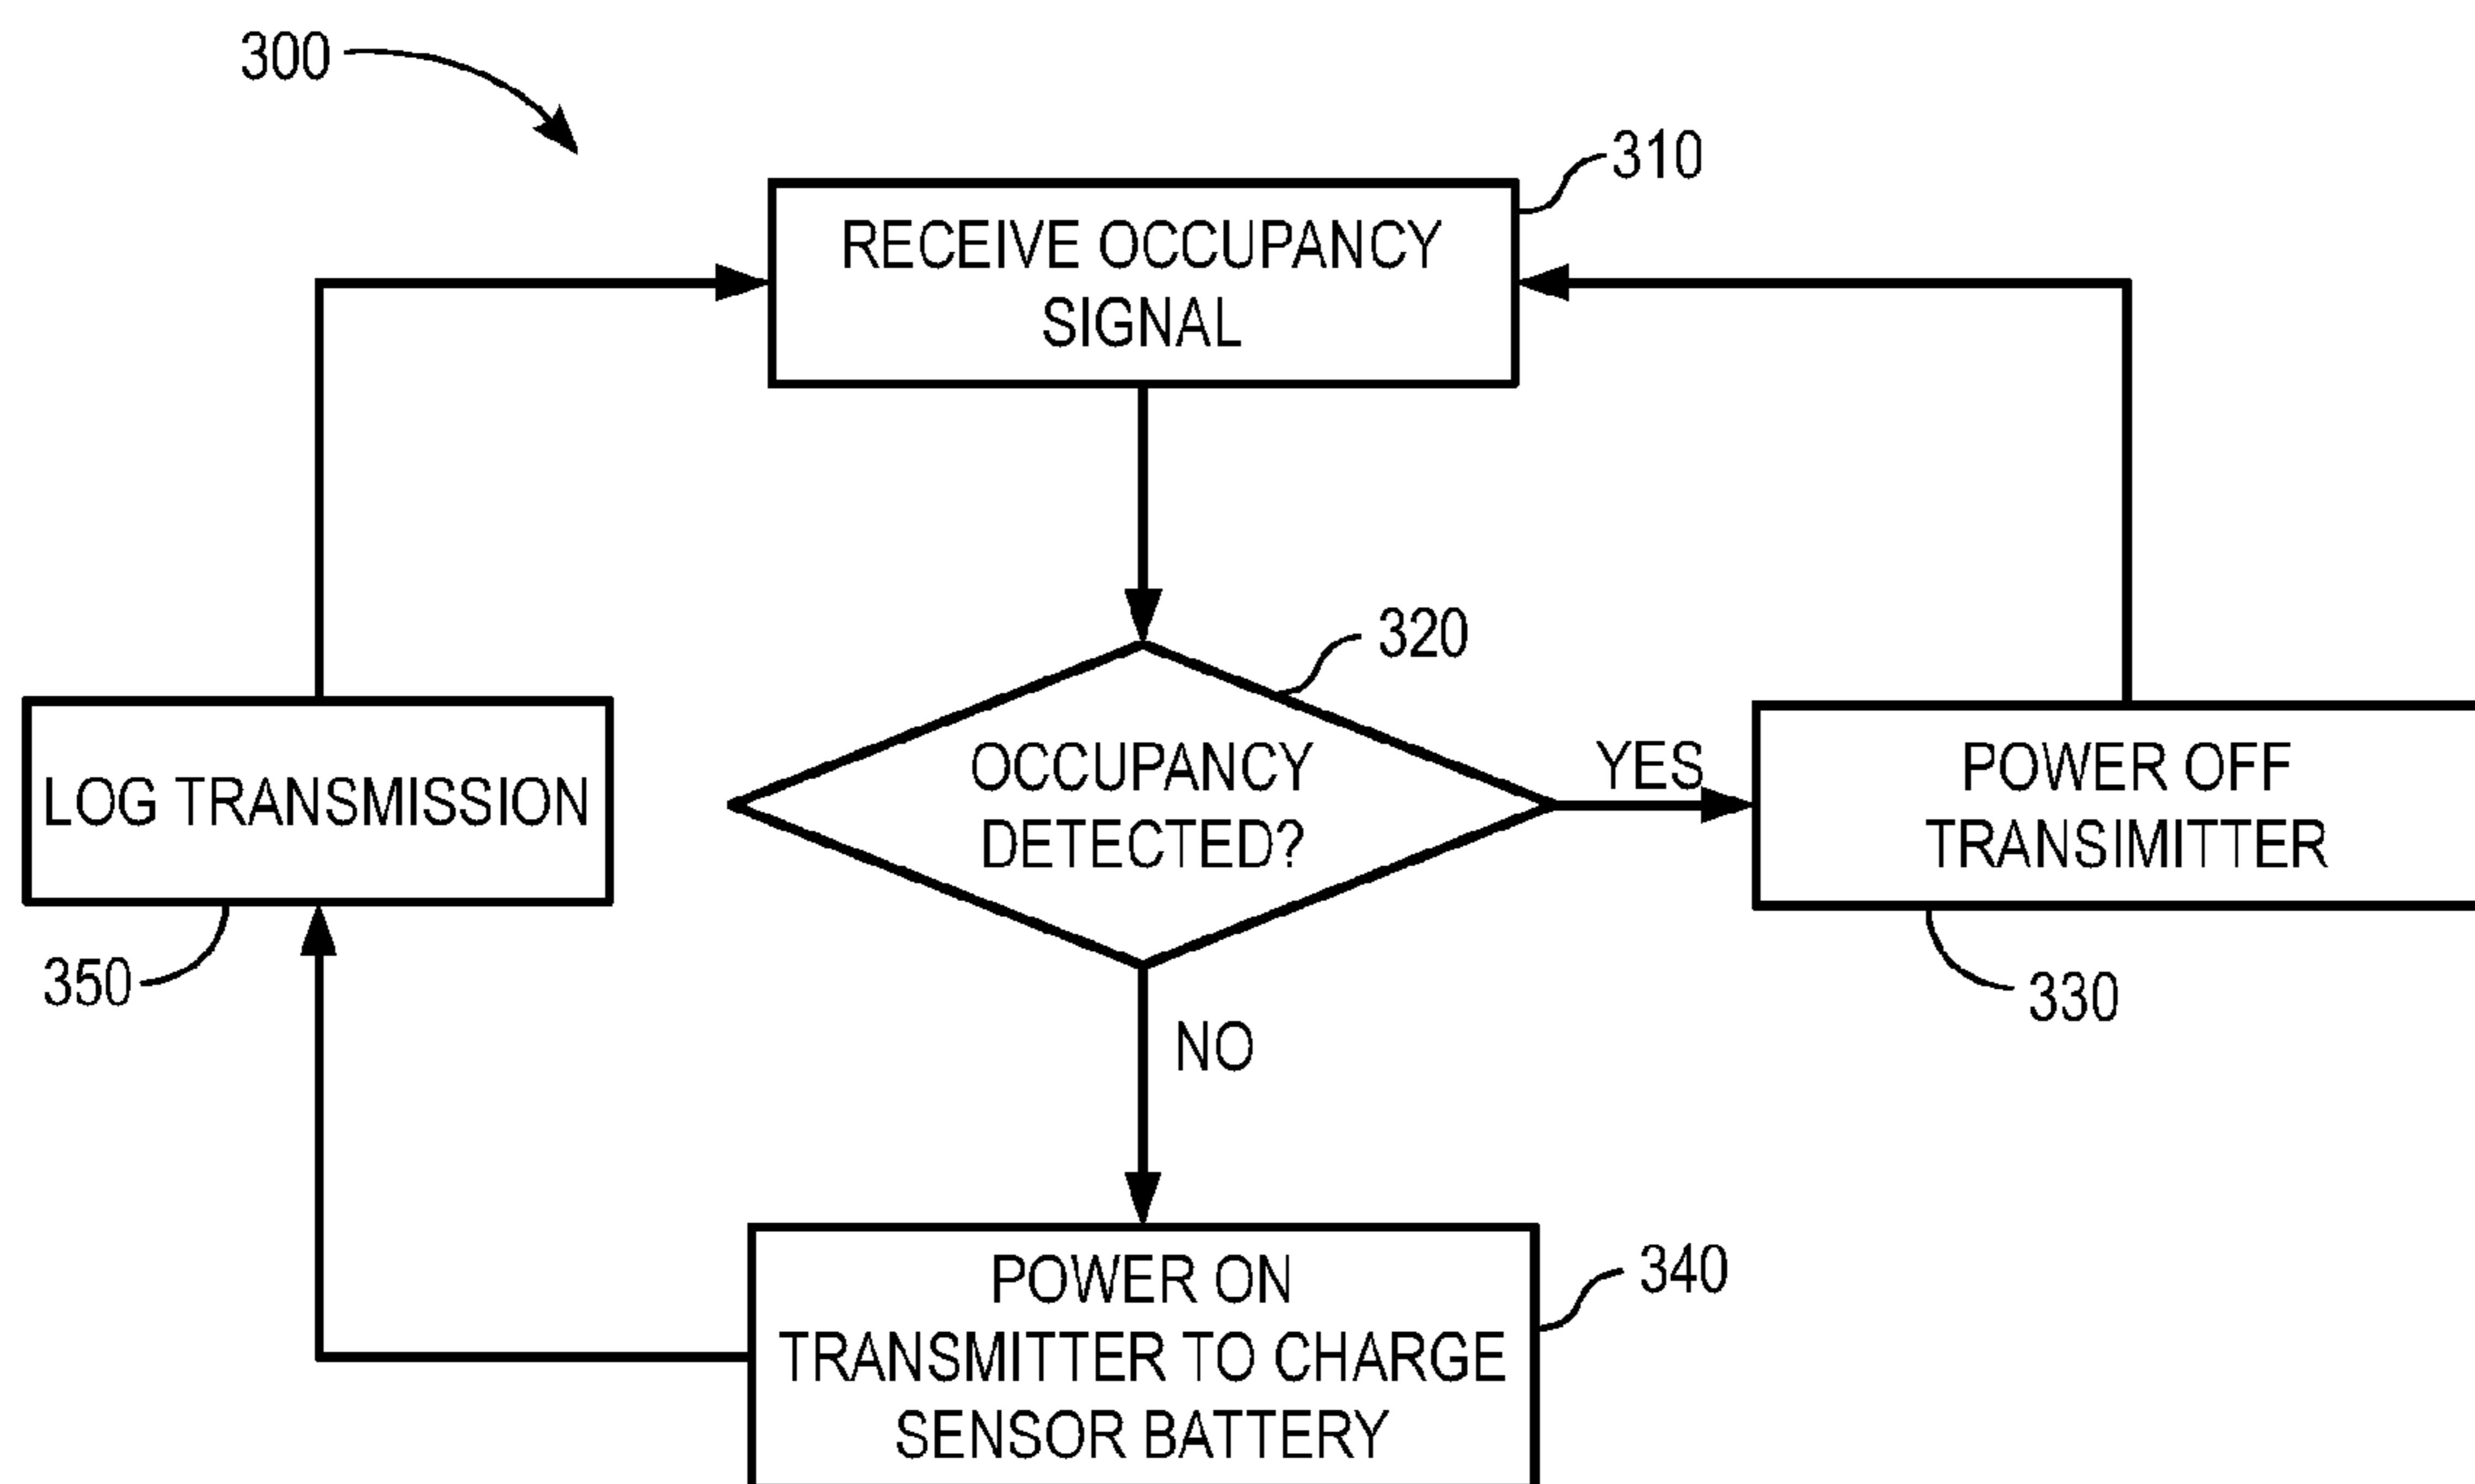 300
310
RECEIVE OCCUPANCY
SIGNAL
320
OCCUPANCY
DETECTED?
YES
POWER OFF
TRANSIMITTER
330
LOG TRANSMISSION
350
NO
POWER ON
TRANSMITTER TO CHARGE
SENSOR BATTERY
340